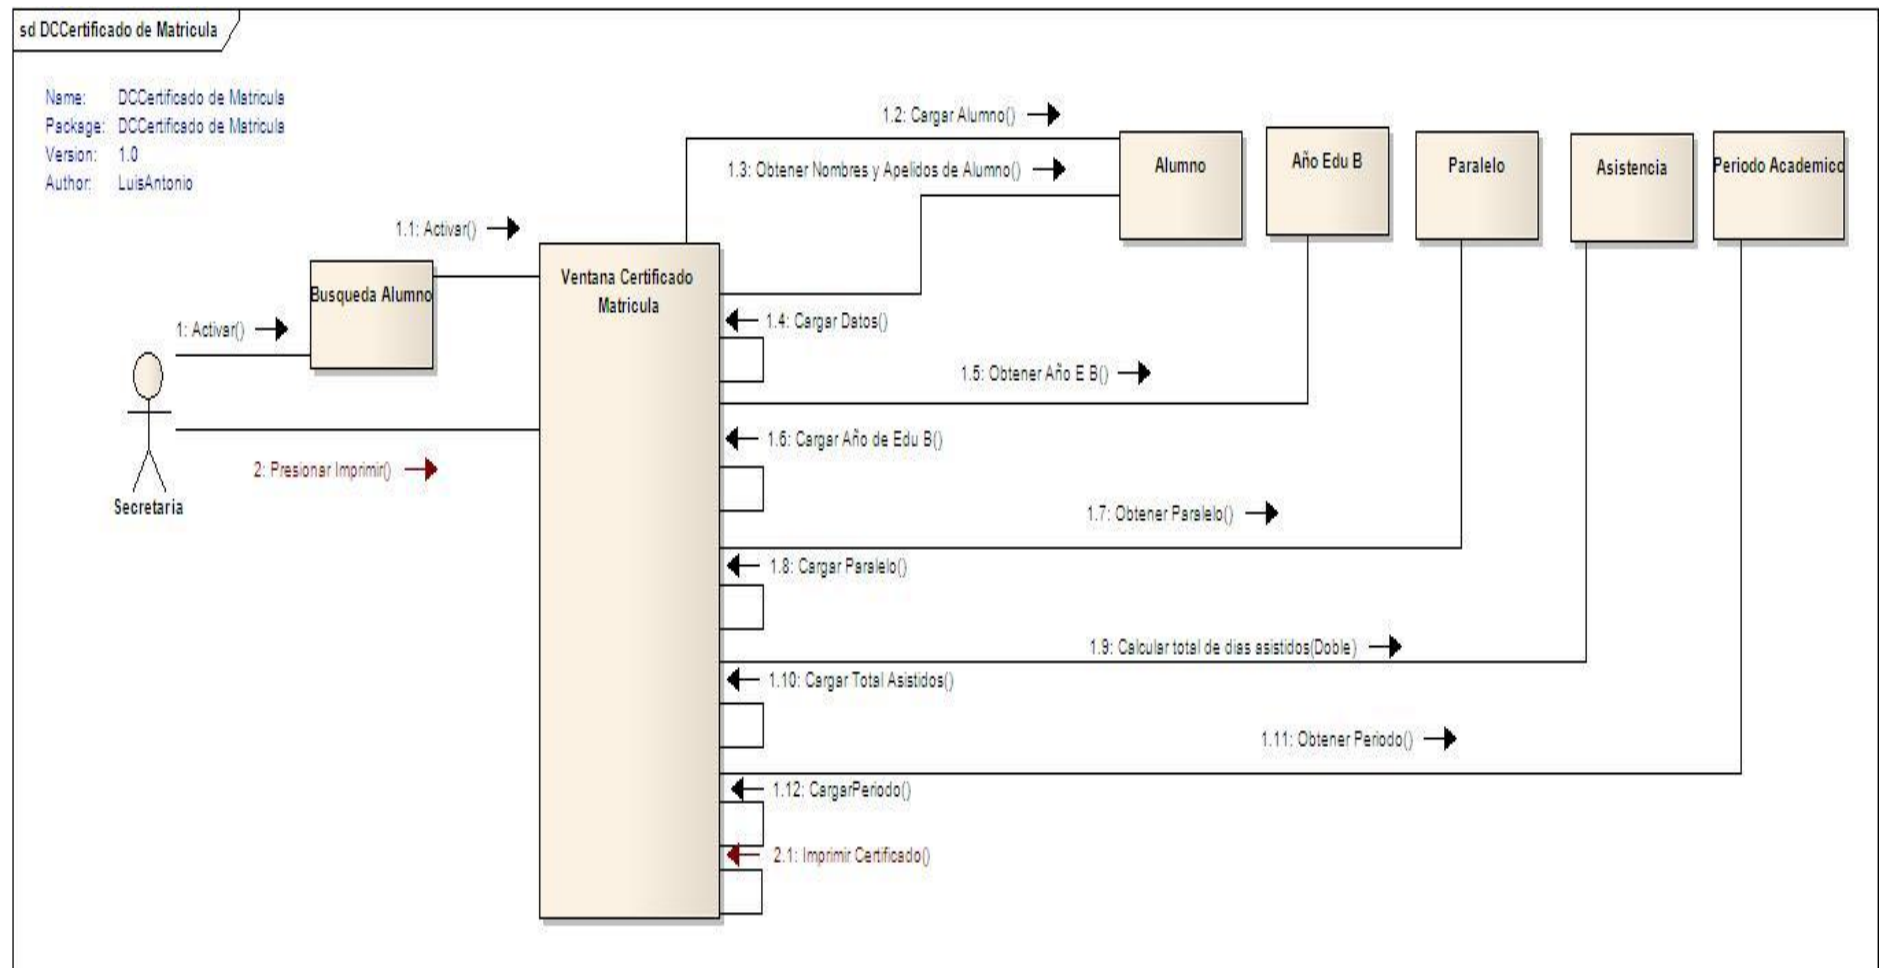 sd DCCertificado de Matricula
Name: DCCertificado de Matricula
Package: DCCertificado de Matricula
Version: 1.0
Author: LuisAntonio
1.2: Cargar Alumno()
1.3: Obtener Nombres y Apelidos de Alumno()
Alumno
Año Edu B
Paralelo
Asistencia
Periodo Academico
1.1: Activar()
Busqueda Alumno
Ventana Certificado
Matricula
1: Activar()
1.4: Cargar Datos()
1.5: Obtener Año E B()
1.6: Cargar Año de Edu B()
2: Presionar Imprimir()
Secretaria
1.7: Obtener Paralelo()
1.8: Cargar Paralelo()
1.9: Calcular total de dias asistidos(Doble)
1.10: Cargar Total Asistidos()
1.11: Obtener Periodo()
1.12: CargarPeriodo()
2.1: Imprimir Certificado()